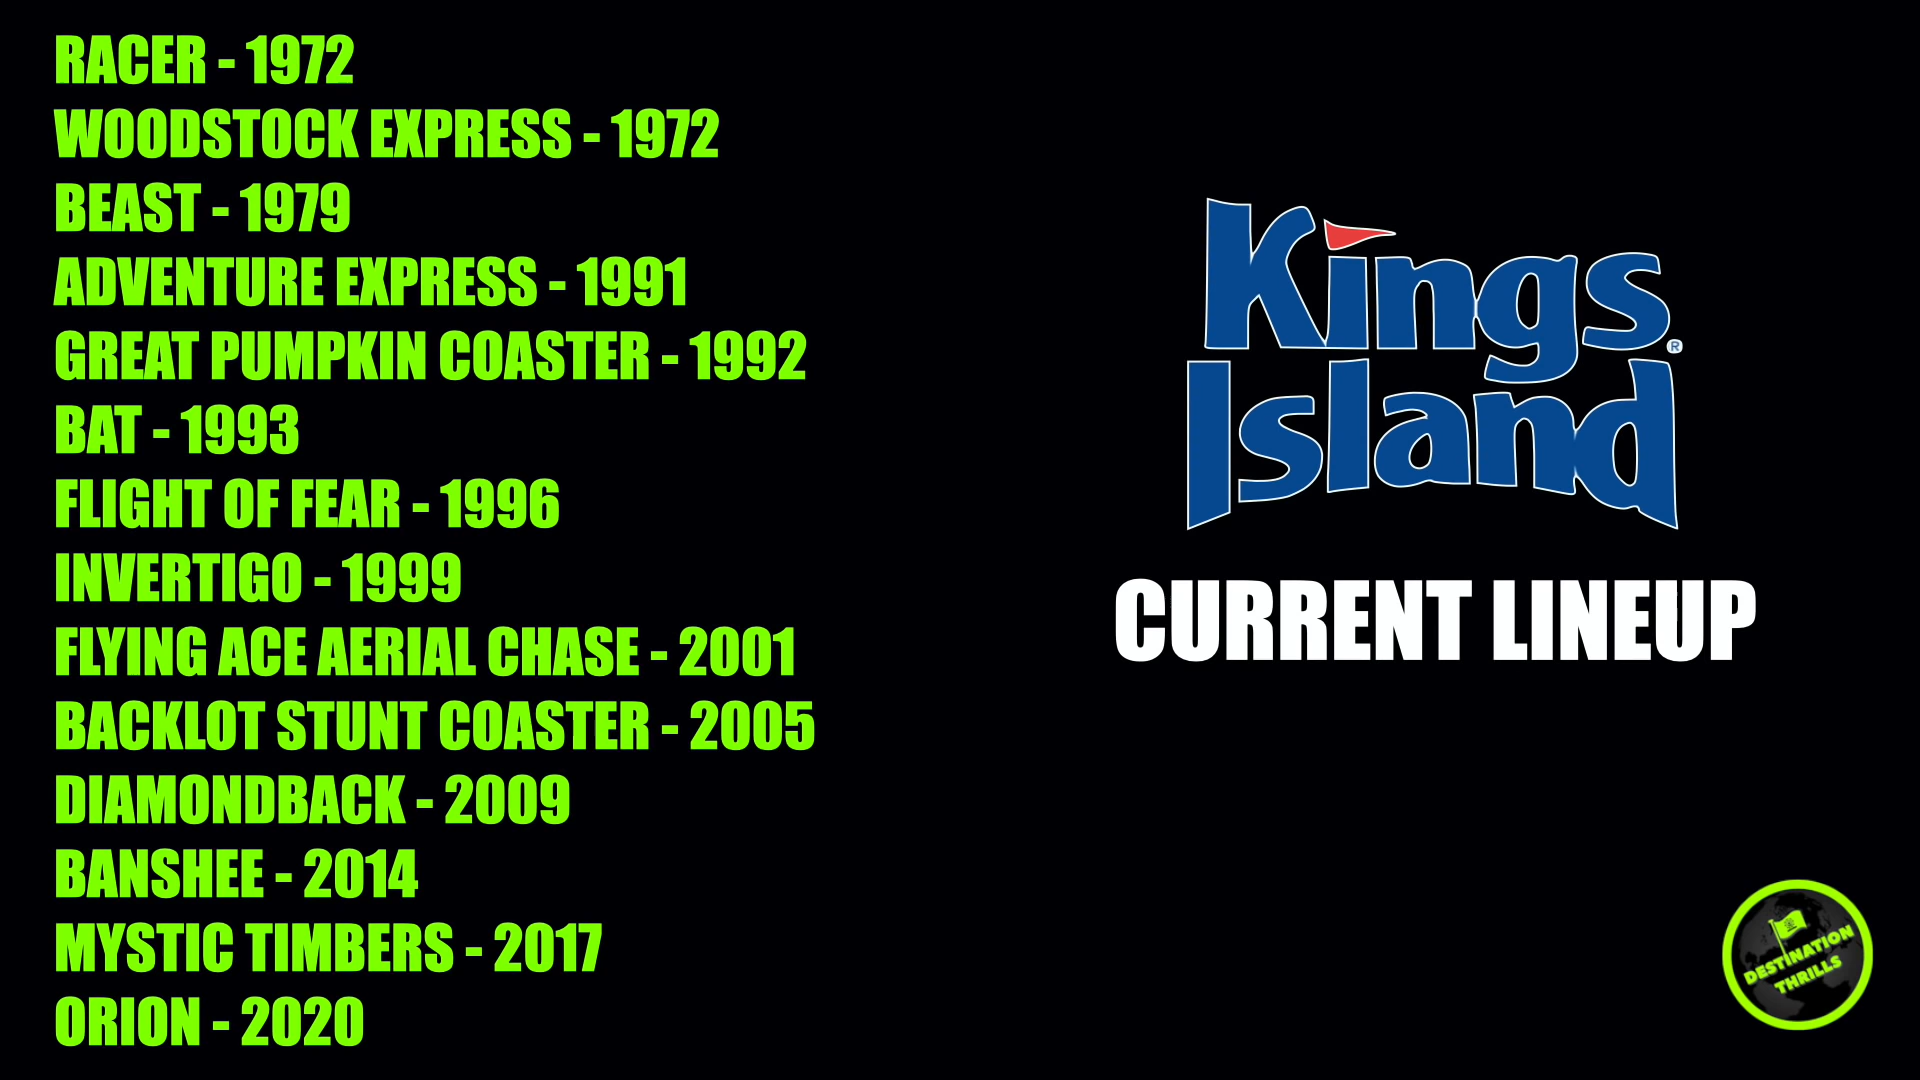 RACER - 1972
WOODSTOCK EXPRESS - 1972
BEAST - 1979
ADVENTURE EXPRESS - 1991
GREAT PUMPKIN COASTER - 1992
BAT - 1993
FLIGHT OF FEAR - 1996
INVERTIGO - 1999
FLYING ACE AERIAL CHASE - 2001
BACKLOT STUNT COASTER - 2005
DIAMONDBACK - 2009
BANSHEE - 2014
MYSTIC TIMBERS - 2017
ORION - 2020
Kings
Island®
CURRENT LINEUP
DESTINATION
THRILLS